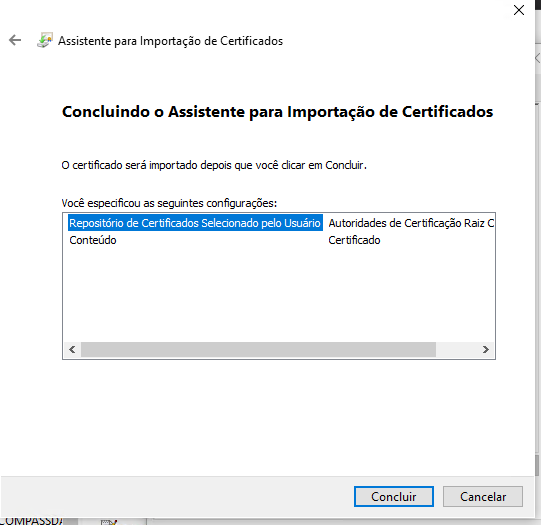 Assistente para Importação de Certificados
Concluindo o Assistente para Importação de Certificados
O certificado será importado depois que você clicar em Concluir.
Você especificou as seguintes configurações:
Repositório de Certificados Selecionado pelo Usuário Autoridades de Certificação Raiz C
Conteúdo Certificado
Concluir Cancelar